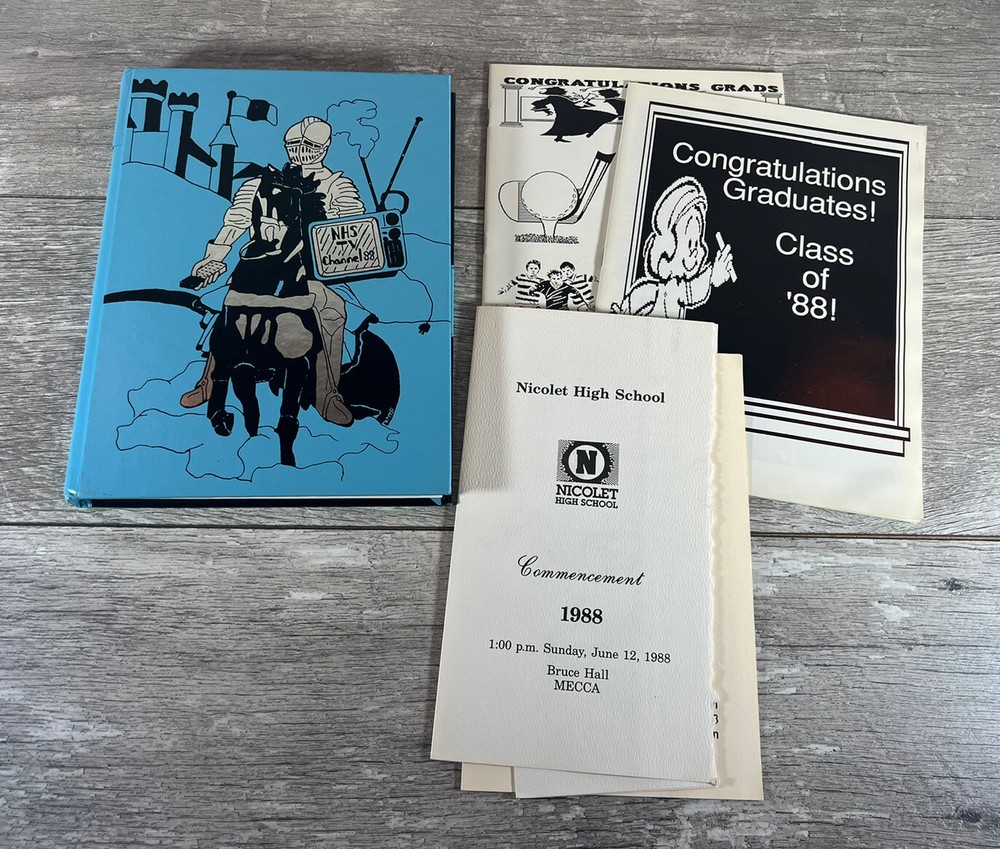 NHS
TV
Channel 88
CONGRATULATIONS GRADS
Congratulations
Graduates!
Class
of
'88!
Nicolet High School
N
NICOLET
HIGH SCHOOL
Commencement
1988
1:00 p.m. Sunday, June 12, 1988
Bruce Hall
MECCA